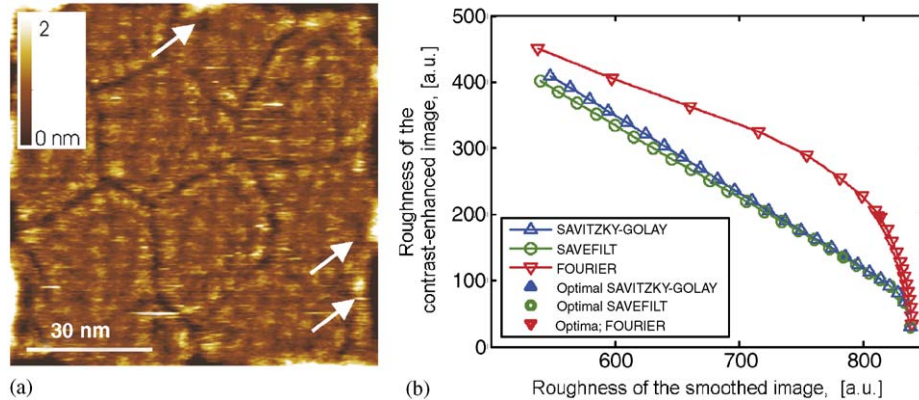 2
0 nm
30 nm
(a)
Roughness of the
contrast-enhanced image, [a.u.]
500
400
300
200
100
0
SAVITZKY-GOLAY
SAVEFILT
FOURIER
Optimal SAVITZKY-GOLAY
Optimal SAVEFILT
Optima; FOURIER
600
700
800
(b)
Roughness of the smoothed image, [a.u.]